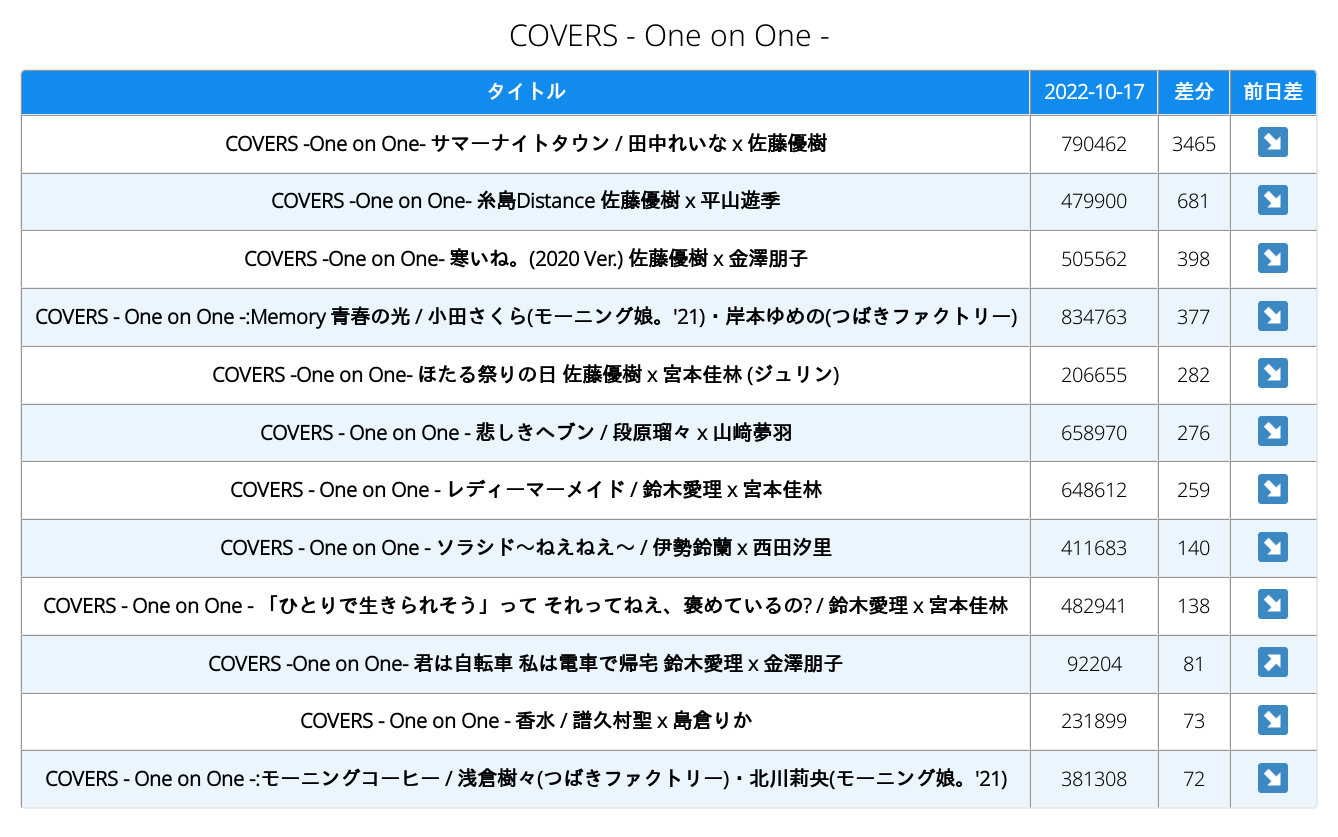 COVERS - One on One -
タイトル 2022-10-17 差分 前日差
COVERS -One on One- サマーナイトタウン / 田中れいな x 佐藤優樹 790462 3465 ↘
COVERS -One on One- 糸島Distance 佐藤優樹 x 平山遊季 479900 681 ↘
COVERS -One on One- 寒いね。(2020 Ver.) 佐藤優樹 x 金澤朋子 505562 398 ↘
COVERS - One on One -:Memory 青春の光 / 小田さくら(モーニング娘。'21)・岸本ゆめの(つばきファクトリー) 834763 377 ↘
COVERS -One on One- ほたる祭りの日 佐藤優樹 x 宮本佳林 (ジュリン) 206655 282 ↘
COVERS - One on One - 悲しきヘブン / 段原瑠々 x 山﨑夢羽 658970 276 ↘
COVERS - One on One - レディーマーメイド / 鈴木愛理 x 宮本佳林 648612 259 ↘
COVERS - One on One - ソラシド〜ねえねえ〜 / 伊勢鈴蘭 x 西田汐里 411683 140 ↘
COVERS - One on One - 「ひとりで生きられそう」って それってねえ、褒めているの? / 鈴木愛理 x 宮本佳林 482941 138 ↘
COVERS -One on One- 君は自転車 私は電車で帰宅 鈴木愛理 x 金澤朋子 92204 81 ↗
COVERS - One on One - 香水 / 譜久村聖 x 島倉りか 231899 73 ↘
COVERS - One on One -:モーニングコーヒー / 浅倉樹々(つばきファクトリー)・北川莉央(モーニング娘。'21) 381308 72 ↘